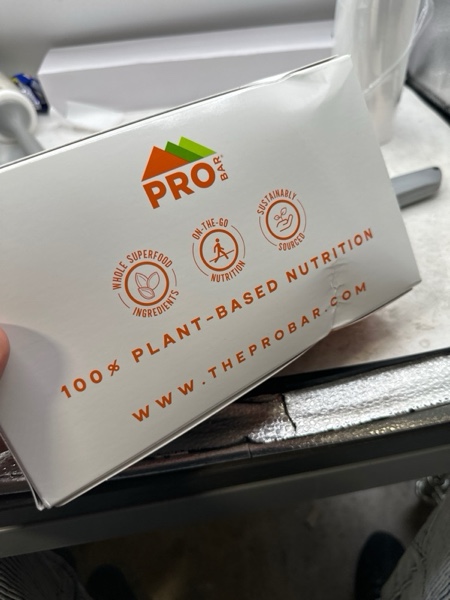 PRO BAR®
WHOLE SUPERFOOD INGREDIENTS
ON-THE-GO NUTRITION
SUSTAINABLY SOURCED
100% PLANT-BASED NUTRITION
WWW.THEPROBAR.COM